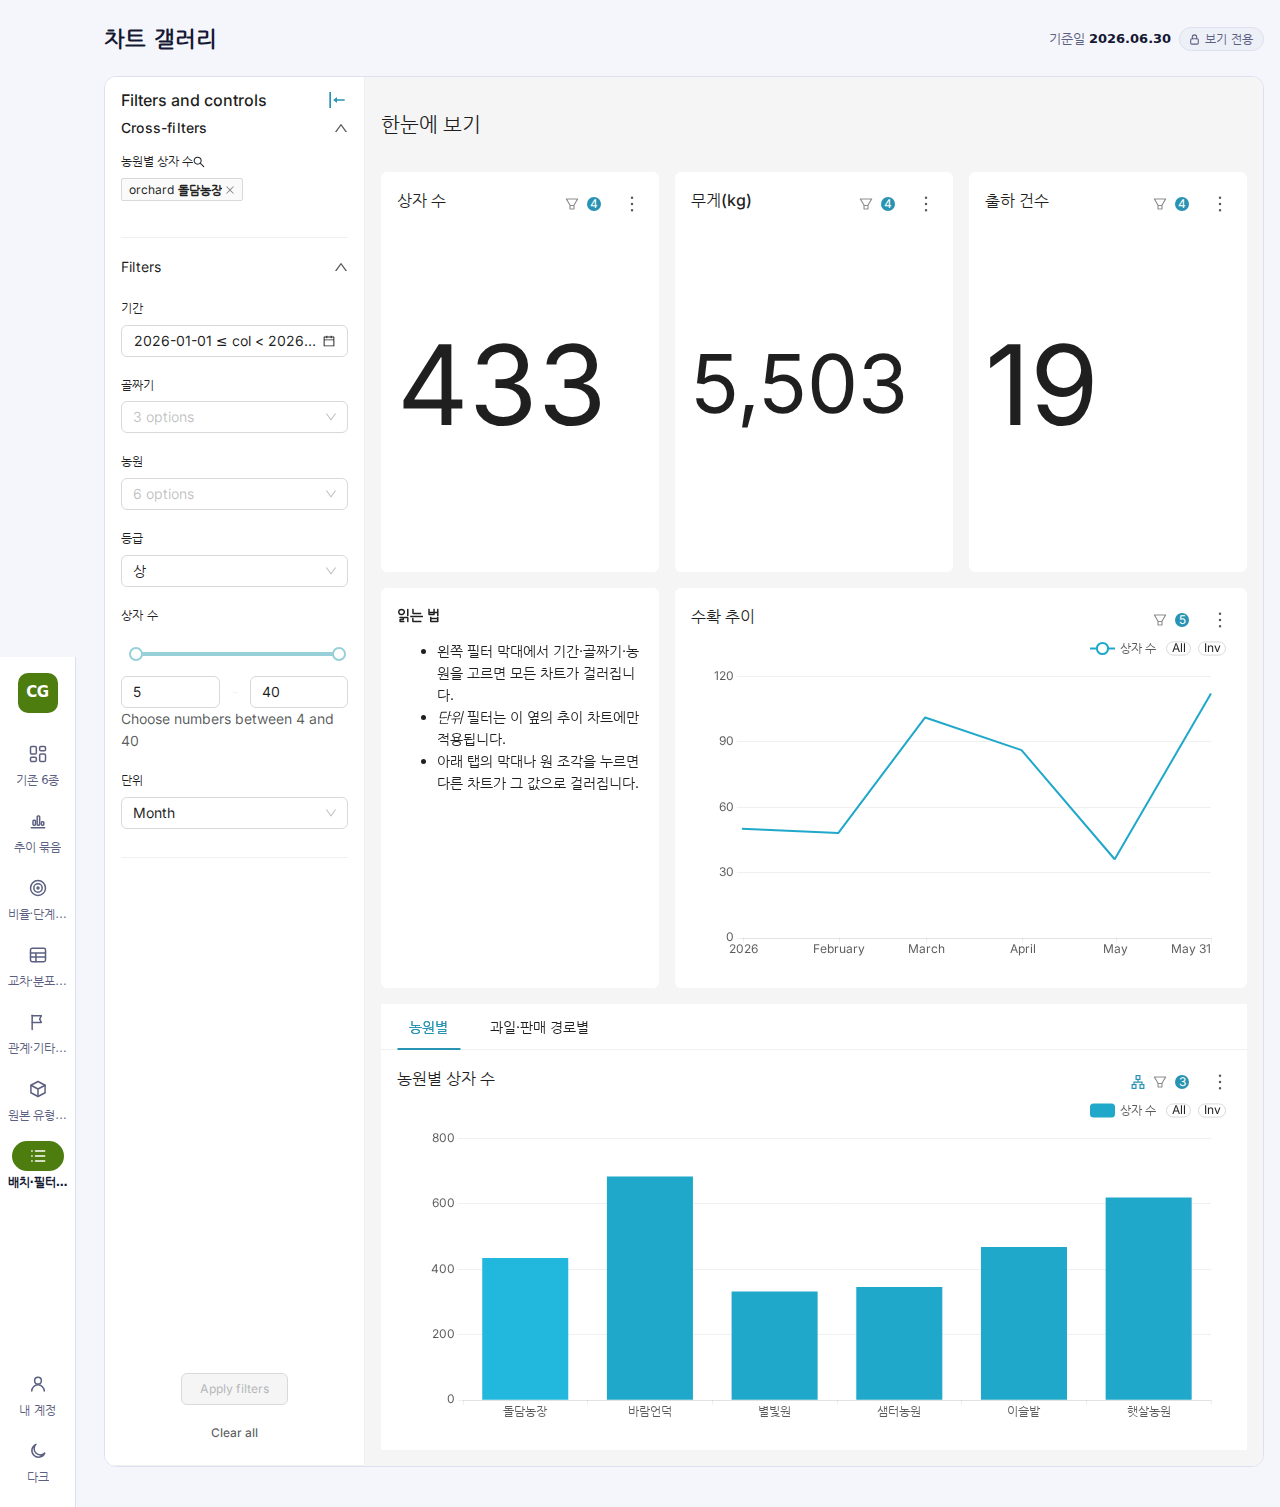 차트 갤러리
기준일 2026.06.30
보기 전용
Filters and controls
Cross-filters
농원별 상자 수
orchard 돌담농장
Filters
기간
2026-01-01 ≤ col < 2026...
골짜기
3 options
농원
6 options
등급
상
상자 수
5
-
40
Choose numbers between 4 and
40
단위
Month
Apply filters
Clear all
CG
기존 6종
추이 묶음
비율·단계...
교차·분포...
관계·기타...
원본 유형...
배치·필터...
내 계정
다크
한눈에 보기
상자 수
4
433
무게(kg)
4
5,503
출하 건수
4
19
읽는 법
왼쪽 필터 막대에서 기간·골짜기·농
원을 고르면 모든 차트가 걸러집니
다.
단위 필터는 이 옆의 추이 차트에만
적용됩니다.
아래 탭의 막대나 원 조각을 누르면
다른 차트가 그 값으로 걸러집니다.
수확 추이
5
상자 수 All Inv
120
90
60
30
0
2026 February March April May May 31
농원별
과일·판매 경로별
농원별 상자 수
3
상자 수 All Inv
800
600
400
200
0
돌담농장 바람언덕 별빛원 샘터농원 이슬밭 햇살농원